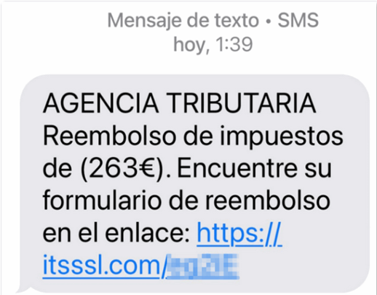 Mensaje de texto • SMS
hoy, 1:39
AGENCIA TRIBUTARIA
Reembolso de impuestos
de (263€). Encuentre su
formulario de reembolso
en el enlace: https://
itsssl.com/